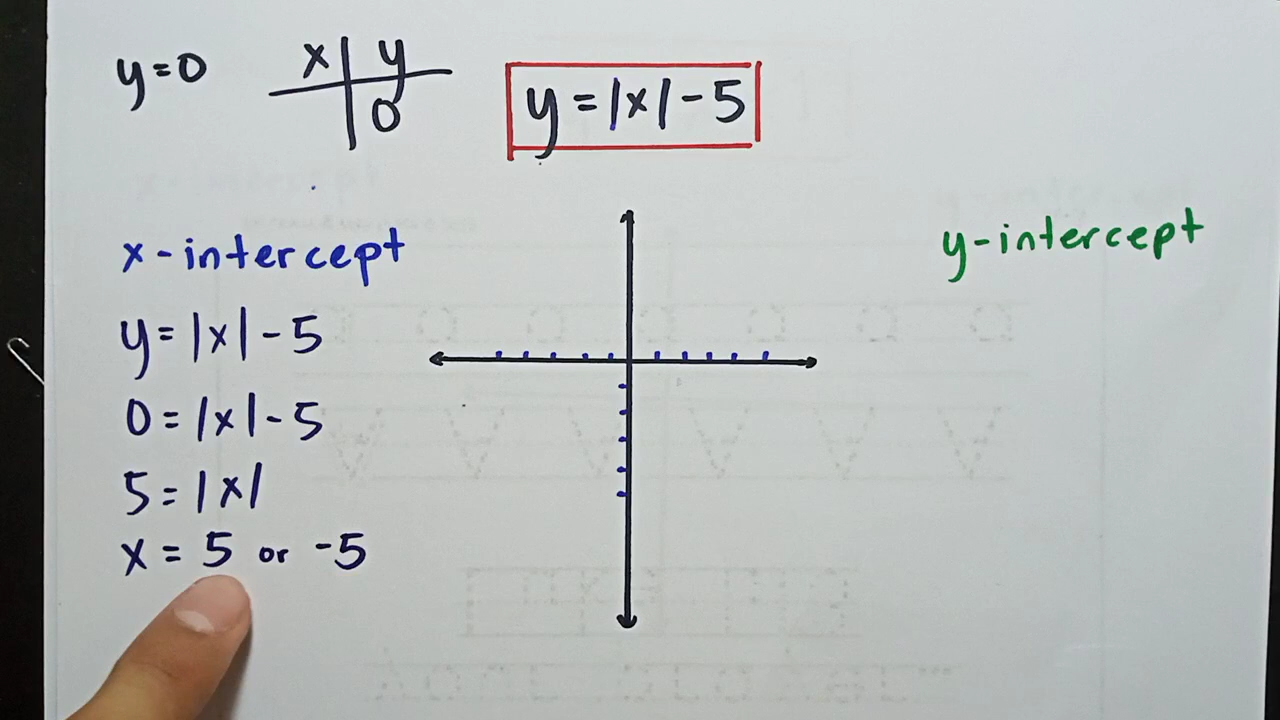 y=0
x y
0
y=|x|-5
x-intercept
y=|x|-5
0=|x|-5
5=|x|
x = 5 or -5
y-intercept